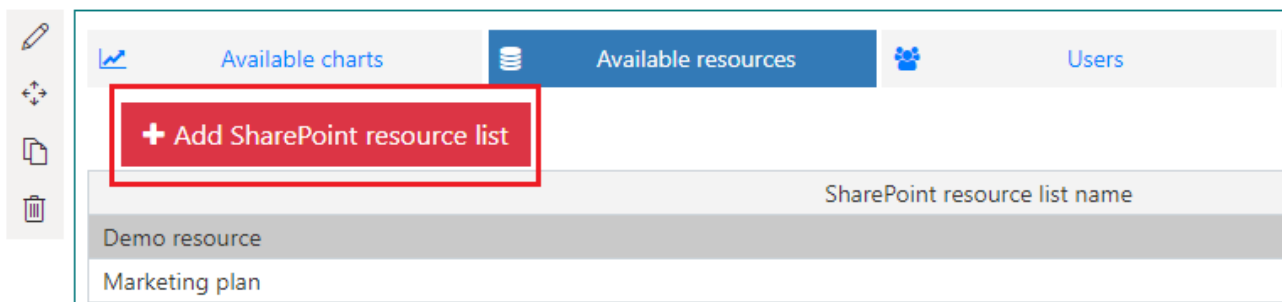 Available charts Available resources Users
+ Add SharePoint resource list
SharePoint resource list name
Demo resource
Marketing plan